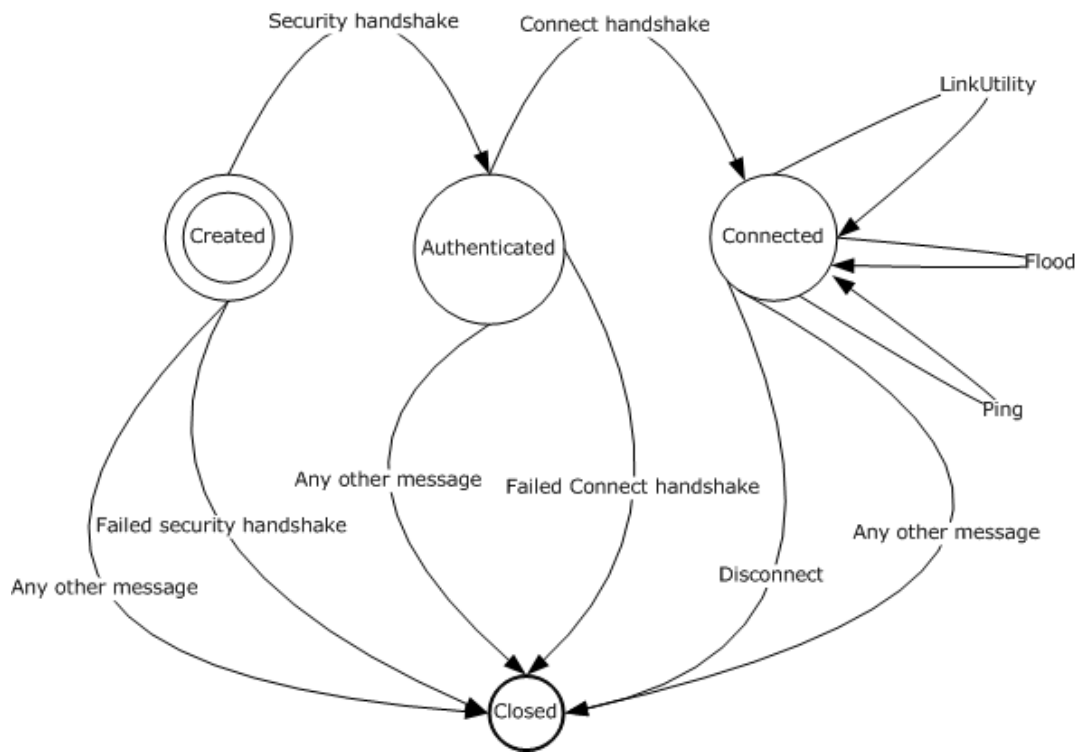 Security handshake
Connect handshake
LinkUtility
Created
Authenticated
Connected
Flood
Ping
Any other message
Failed Connect handshake
Failed security handshake
Any other message
Disconnect
Any other message
Closed